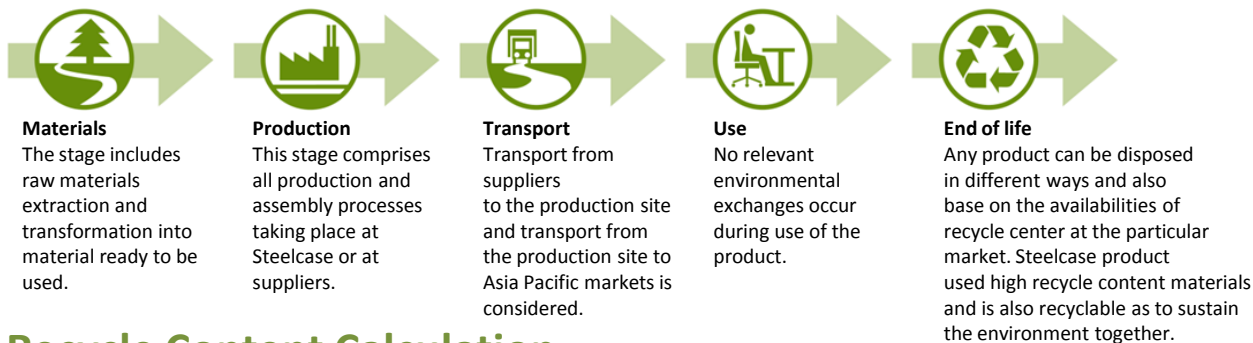 Materials
The stage includes
raw materials
extraction and
transformation into
material ready to be
used.
Production
This stage comprises
all production and
assembly processes
taking place at
Steelcase or at
suppliers.
Transport
Transport from
suppliers
to the production site
and transport from
the production site to
Asia Pacific markets is
considered.
Use
No relevant
environmental
exchanges occur
during use of the
product.
End of life
Any product can be disposed
in different ways and also
base on the availabilities of
recycle center at the particular
market. Steelcase product
used high recycle content materials
and is also recyclable as to sustain
the environment together.
Recycle Content Calculation